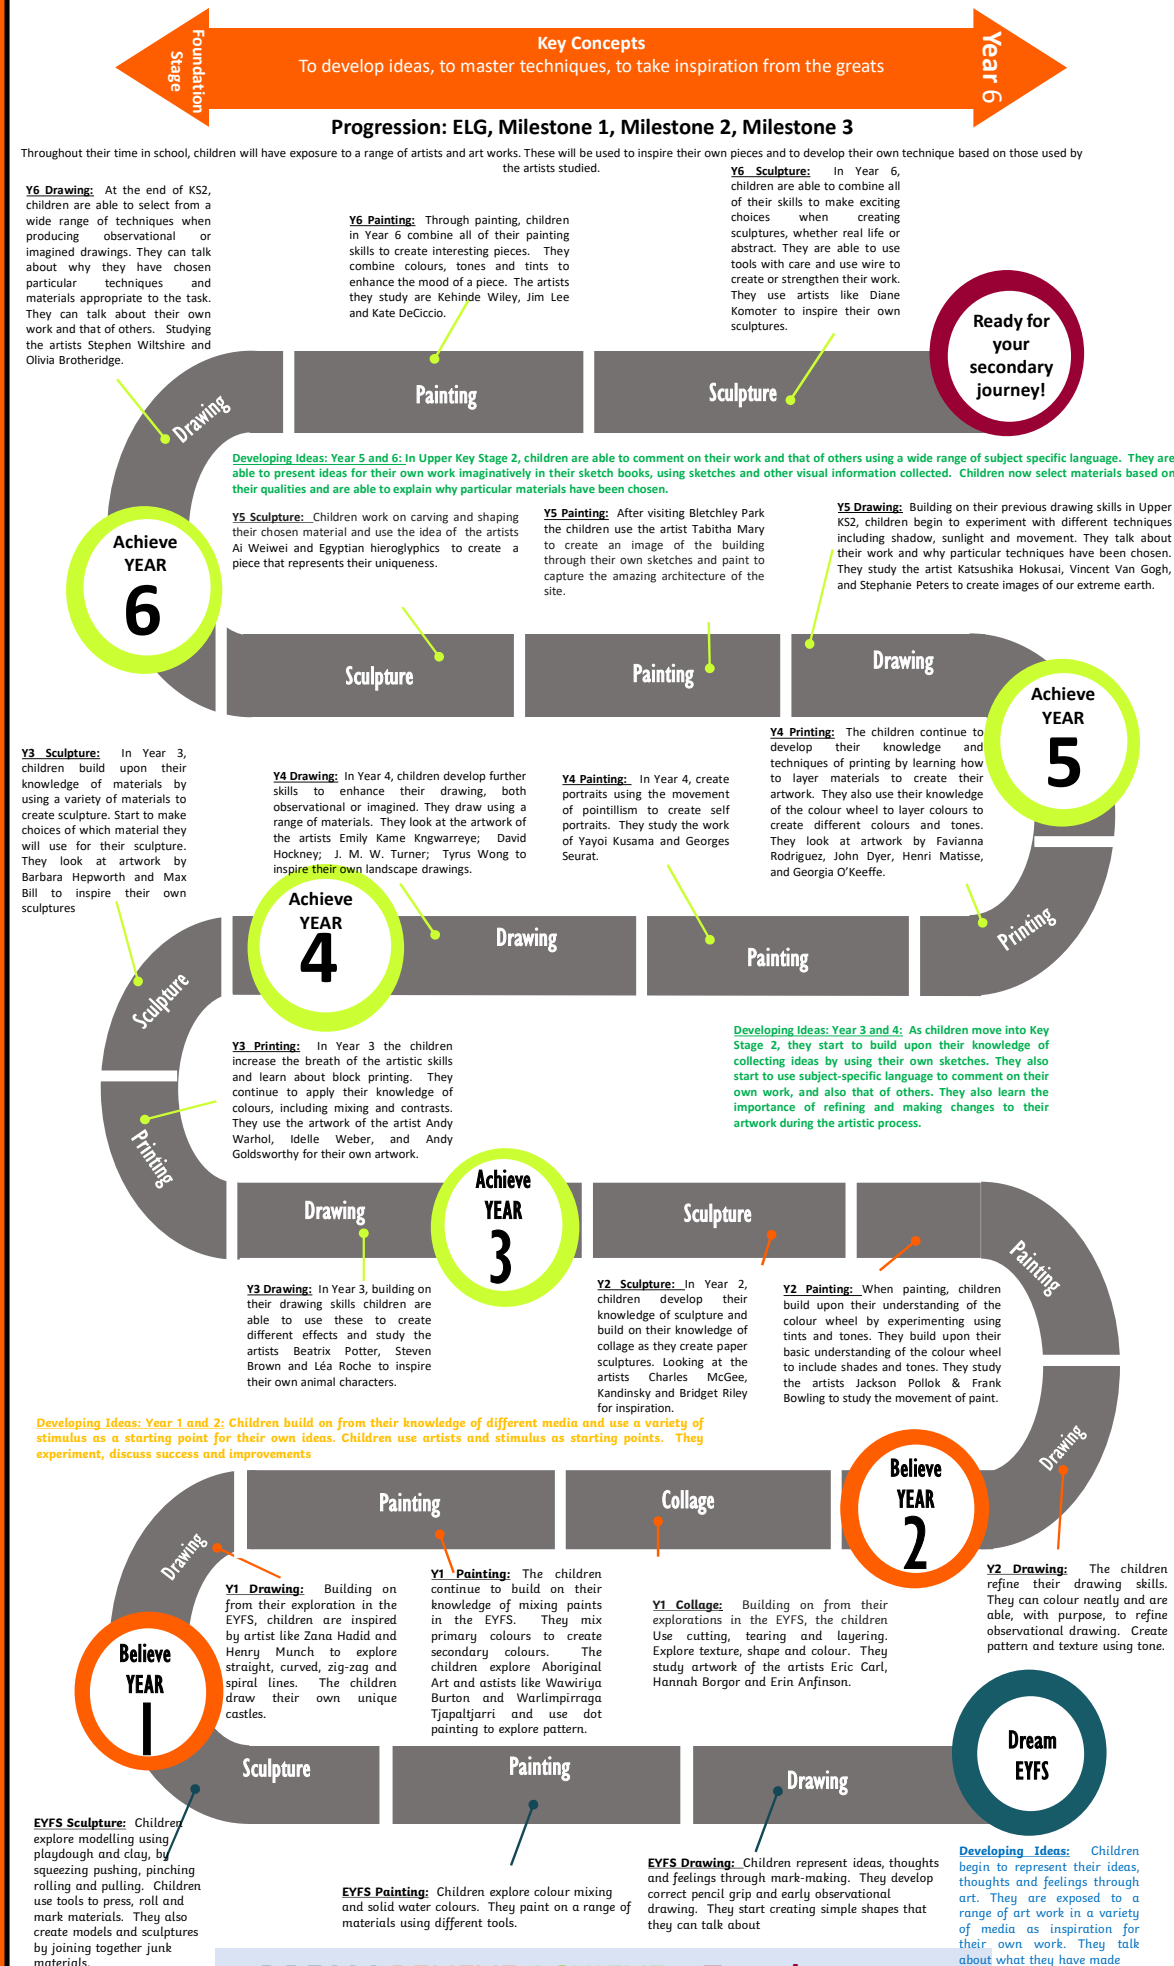 Foundation
Stage
Key Concepts
To develop ideas, to master techniques, to take inspiration from the greats
Year 6
Progression: ELG, Milestone 1, Milestone 2, Milestone 3
Throughout their time in school, children will have exposure to a range of artists and art works. These will be used to inspire their own pieces and to develop their own technique based on those used by
the artists studied.
Y6 Drawing: At the end of KS2,
children are able to select from a
wide range of techniques when
producing observational or
imagined drawings. They can talk
about why they have chosen
particular techniques and
materials appropriate to the task.
They can talk about their own
work and that of others. Studying
the artists Stephen Wiltshire and
Olivia Brotheridge.
Y6 Painting: Through painting, children
in Year 6 combine all of their painting
skills to create interesting pieces. They
combine colours, tones and tints to
enhance the mood of a piece. The artists
they study are Kehinde Wiley, Jim Lee
and Kate DeCiccio.
Y6 Sculpture: In Year 6,
children are able to combine all
of their skills to make exciting
choices when creating
sculptures, whether real life or
abstract. They are able to use
tools with care and use wire to
create or strengthen their work.
They use artists like Diane
Komoter to inspire their own
sculptures.
Ready for
your
secondary
journey!
Drawing
Painting
Sculpture
Developing Ideas: Year 5 and 6: In Upper Key Stage 2, children are able to comment on their work and that of others using a wide range of subject specific language. They are
able to present ideas for their own work imaginatively in their sketch books, using sketches and other visual information collected. Children now select materials based on
their qualities and are able to explain why particular materials have been chosen.
Achieve
YEAR
6
Y5 Sculpture: Children work on carving and shaping
their chosen material and use the idea of the artists
Ai Weiwei and Egyptian hieroglyphics to create a
piece that represents their uniqueness.
Y5 Painting: After visiting Bletchley Park
the children use the artist Tabitha Mary
to create an image of the building
through their own sketches and paint to
capture the amazing architecture of the
site.
Y5 Drawing: Building on their previous drawing skills in Upper
KS2, children begin to experiment with different techniques
including shadow, sunlight and movement. They talk about
their work and why particular techniques have been chosen.
They study the artist Katsushika Hokusai, Vincent Van Gogh,
and Stephanie Peters to create images of our extreme earth.
Sculpture
Painting
Drawing
Achieve
YEAR
5
Y3 Sculpture: In Year 3,
children build upon their
knowledge of materials by
using a variety of materials to
create sculpture. Start to make
choices of which material they
will use for their sculpture.
They look at artwork by
Barbara Hepworth and Max
Bill to inspire their own
sculptures
Y4 Drawing: In Year 4, children develop further
skills to enhance their drawing, both
observational or imagined. They draw using a
range of materials. They look at the artwork of
the artists Emily Kame Kngwarreye; David
Hockney; J. M. W. Turner; Tyrus Wong to
inspire their own landscape drawings.
Y4 Painting: In Year 4, create
portraits using the movement
of pointillism to create self
portraits. They study the work
of Yayoi Kusama and Georges
Seurat.
Y4 Printing: The children continue to
develop their knowledge and
techniques of printing by learning how
to layer materials to create their
artwork. They also use their knowledge
of the colour wheel to layer colours to
create different colours and tones.
They look at artwork by Favianna
Rodriguez, John Dyer, Henri Matisse,
and Georgia O'Keeffe.
Achieve
YEAR
4
Sculpture
Drawing
Painting
Printing
Y3 Printing: In Year 3 the children
increase the breath of the artistic skills
and learn about block printing. They
continue to apply their knowledge of
colours, including mixing and contrasts.
They use the artwork of the artist Andy
Warhol, Idelle Weber, and Andy
Goldsworthy for their own artwork.
Developing Ideas: Year 3 and 4: As children move into Key
Stage 2, they start to build upon their knowledge of
collecting ideas by using their own sketches. They also
start to use subject-specific language to comment on their
own work, and also that of others. They also learn the
importance of refining and making changes to their
artwork during the artistic process.
Printing
Drawing
Achieve
YEAR
3
Sculpture
Painting
Y3 Drawing: In Year 3, building on
their drawing skills children are
able to use these to create
different effects and study the
artists Beatrix Potter, Steven
Brown and Léa Roche to inspire
their own animal characters.
Y2 Sculpture: In Year 2,
children develop their
knowledge of sculpture and
build on their knowledge of
collage as they create paper
sculptures. Looking at the
artists Charles McGee,
Kandinsky and Bridget Riley
for inspiration.
Y2 Painting: When painting, children
build upon their understanding of the
colour wheel by experimenting using
tints and tones. They build upon their
basic understanding of the colour wheel
to include shades and tones. They study
the artists Jackson Pollok & Frank
Bowling to study the movement of paint.
Developing Ideas: Year 1 and 2: Children build on from their knowledge of different media and use a variety of
stimulus as a starting point for their own ideas. Children use artists and stimulus as starting points. They
experiment, discuss success and improvements
Drawing
Painting
Collage
Believe
YEAR
2
Drawing
Y1 Drawing: Building on
from their exploration in the
EYFS, children are inspired
by artist like Zana Hadid and
Henry Munch to explore
straight, curved, zig-zag and
spiral lines. The children
draw their own unique
castles.
Y1 Painting: The children
continue to build on their
knowledge of mixing paints
in the EYFS. They mix
primary colours to create
secondary colours. The
children explore Aboriginal
Art and astists like Wawiriya
Burton and Warlimpirraga
Tjapaltjarri and use dot
painting to explore pattern.
Y1 Collage: Building on from their
explorations in the EYFS, the children
Use cutting, tearing and layering.
Explore texture, shape and colour. They
study artwork of the artists Eric Carl,
Hannah Borgor and Erin Anfinson.
Y2 Drawing: The children
refine their drawing skills.
They can colour neatly and are
able, with purpose, to refine
observational drawing. Create
pattern and texture using tone.
Believe
YEAR
1
Sculpture
Painting
Drawing
Dream
EYFS
EYFS Sculpture: Children
explore modelling using
playdough and clay, by
squeezing pushing, pinching
rolling and pulling. Children
use tools to press, roll and
mark materials. They also
create models and sculptures
by joining together junk
materials.
EYFS Painting: Children explore colour mixing
and solid water colours. They paint on a range of
materials using different tools.
EYFS Drawing: Children represent ideas, thoughts
and feelings through mark-making. They develop
correct pencil grip and early observational
drawing. They start creating simple shapes that
they can talk about
Developing Ideas: Children
begin to represent their ideas,
thoughts and feelings through
art. They are exposed to a
range of art work in a variety
of media as inspiration for
their own work. They talk
about what they have made